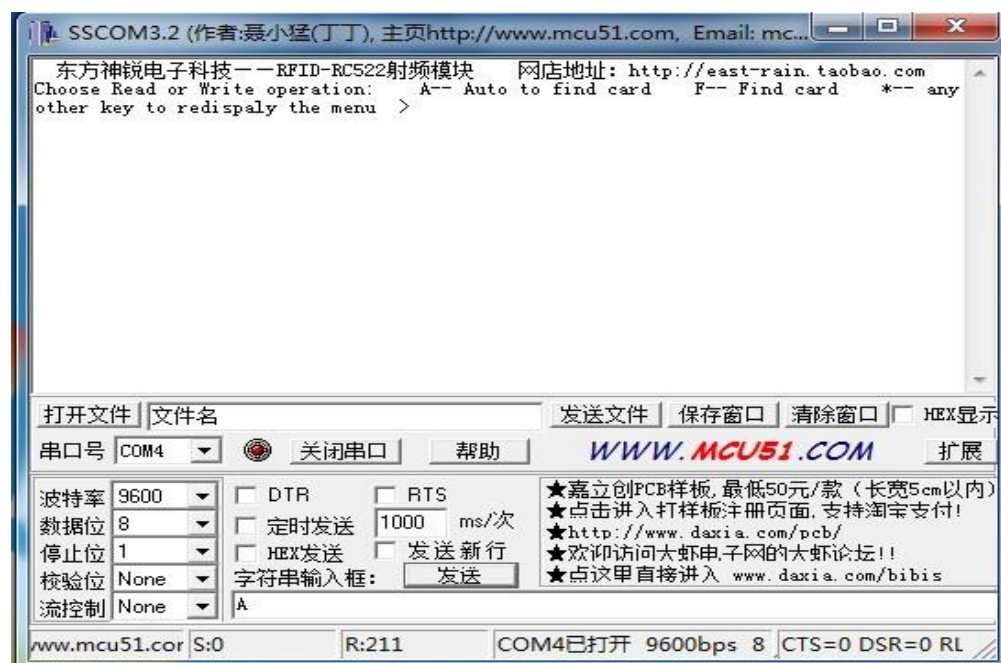 SSCOM3.2 (作者:聂小猛(丁丁), 主页http://www.mcu51.com, Email: mc...
东方神锐电子科技——RFID-RC522射频模块 网店地址: http://east-rain.taobao.com
Choose Read or Write operation: A-- Auto to find card F-- Find card *-- any
other key to redispaly the menu >
打开文件 文件名 发送文件 保存窗口 清除窗口 HEX显示
串口号 COM4 关闭串口 帮助 WWW.MCU51.COM 扩展
波特率 9600 DTR RTS
数据位 8 定时发送 1000 ms/次
停止位 1 HEX发送 发送新行
校验位 None 字符串输入框: 发送
流控制 None A
★嘉立创PCB样板, 最低50元/款(长宽5cm以内)
★点击进入打样板注册页面, 支持淘宝支付!
★http://www.daxia.com/pcb/
★欢迎访问大虾电子网的大虾论坛!!
★点这里直接进入 www.daxia.com/bibis
www.mcu51.cor S:0 R:211 COM4已打开 9600bps 8 CTS=0 DSR=0 RL